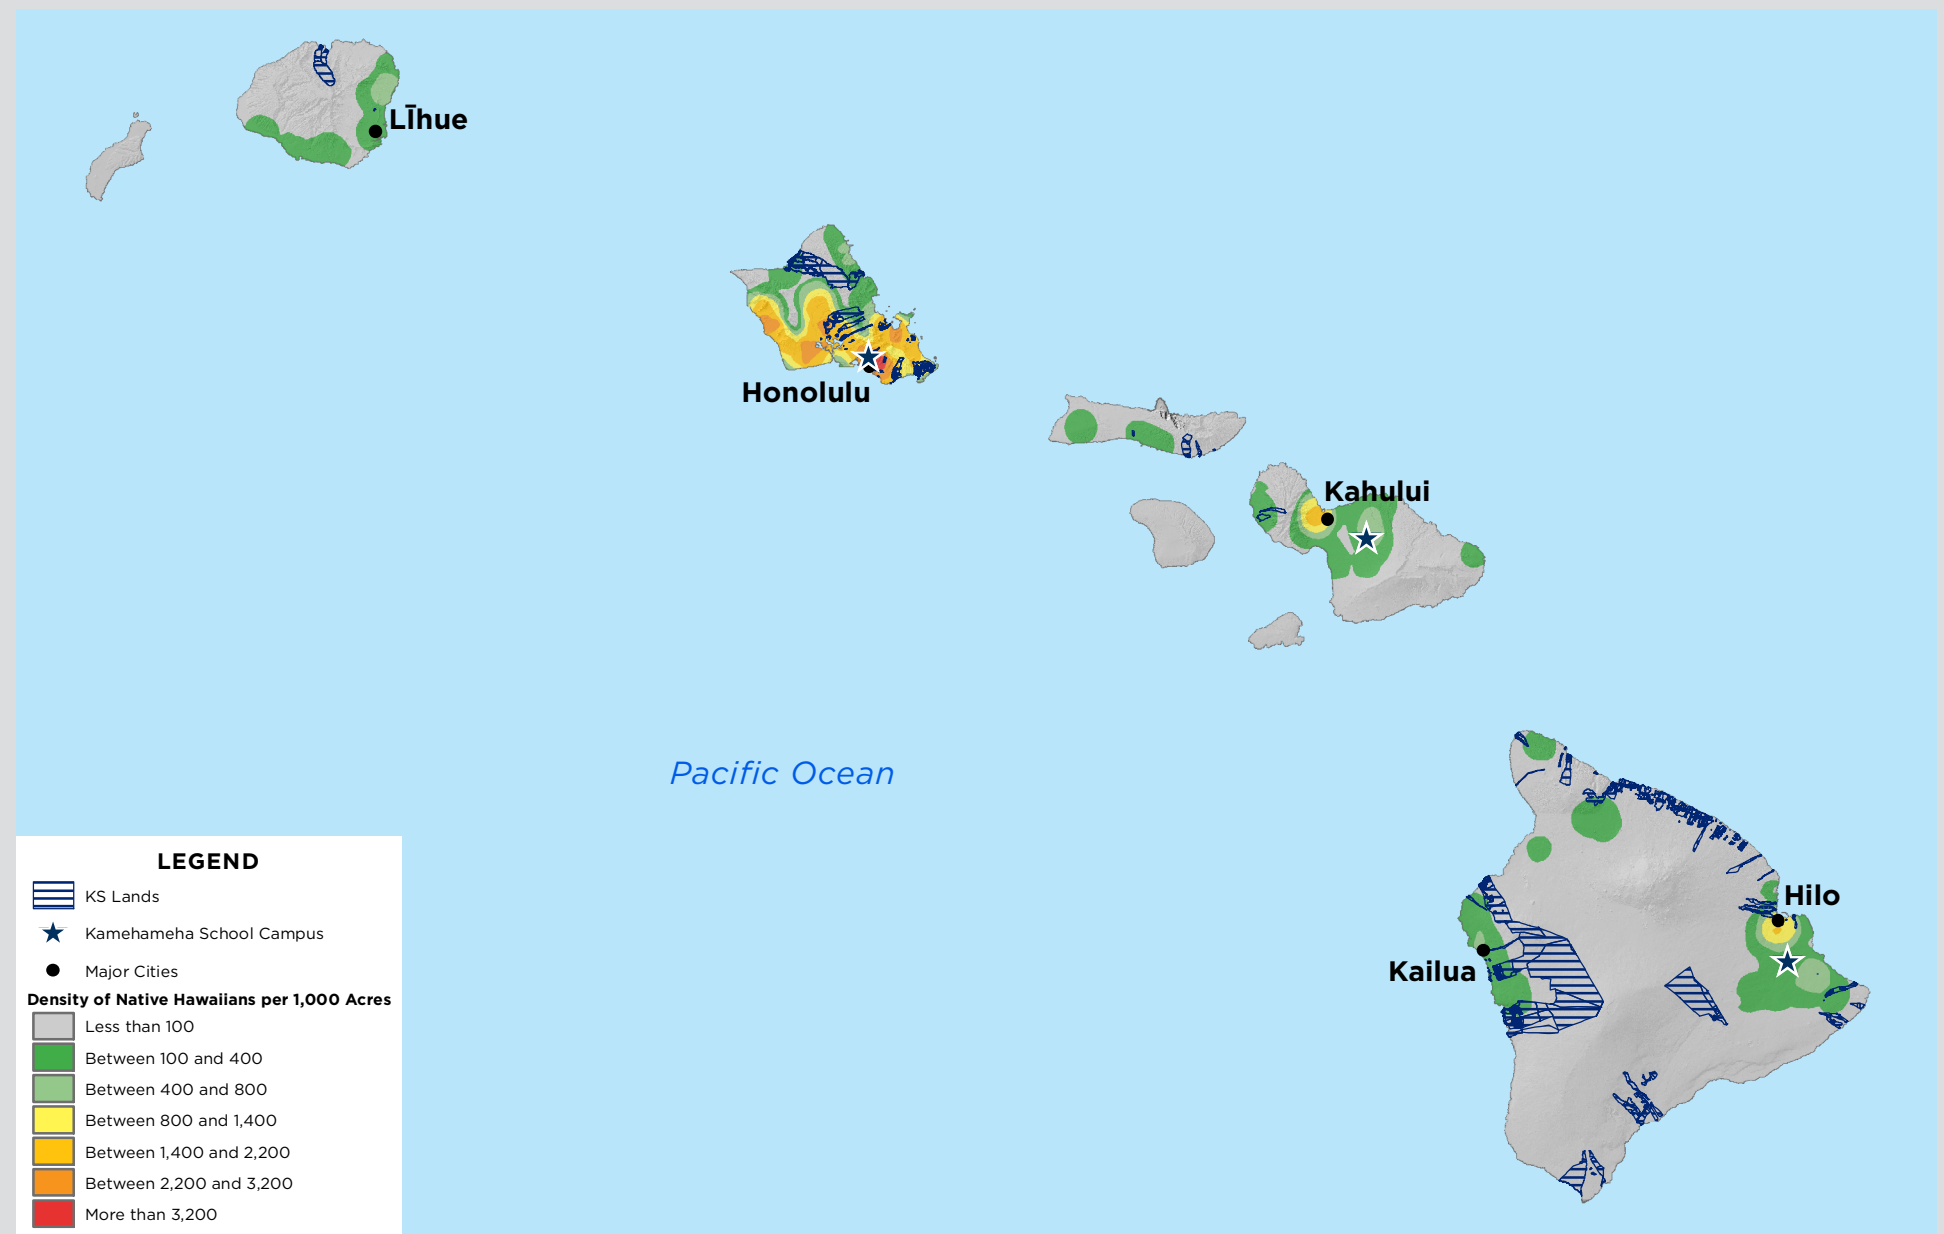 Līhue
Honolulu
Kahului
Pacific Ocean
Hilo
Kailua
LEGEND
KS Lands
Kamehameha School Campus
Major Cities
Density of Native Hawaiians per 1,000 Acres
Less than 100
Between 100 and 400
Between 400 and 800
Between 800 and 1,400
Between 1,400 and 2,200
Between 2,200 and 3,200
More than 3,200